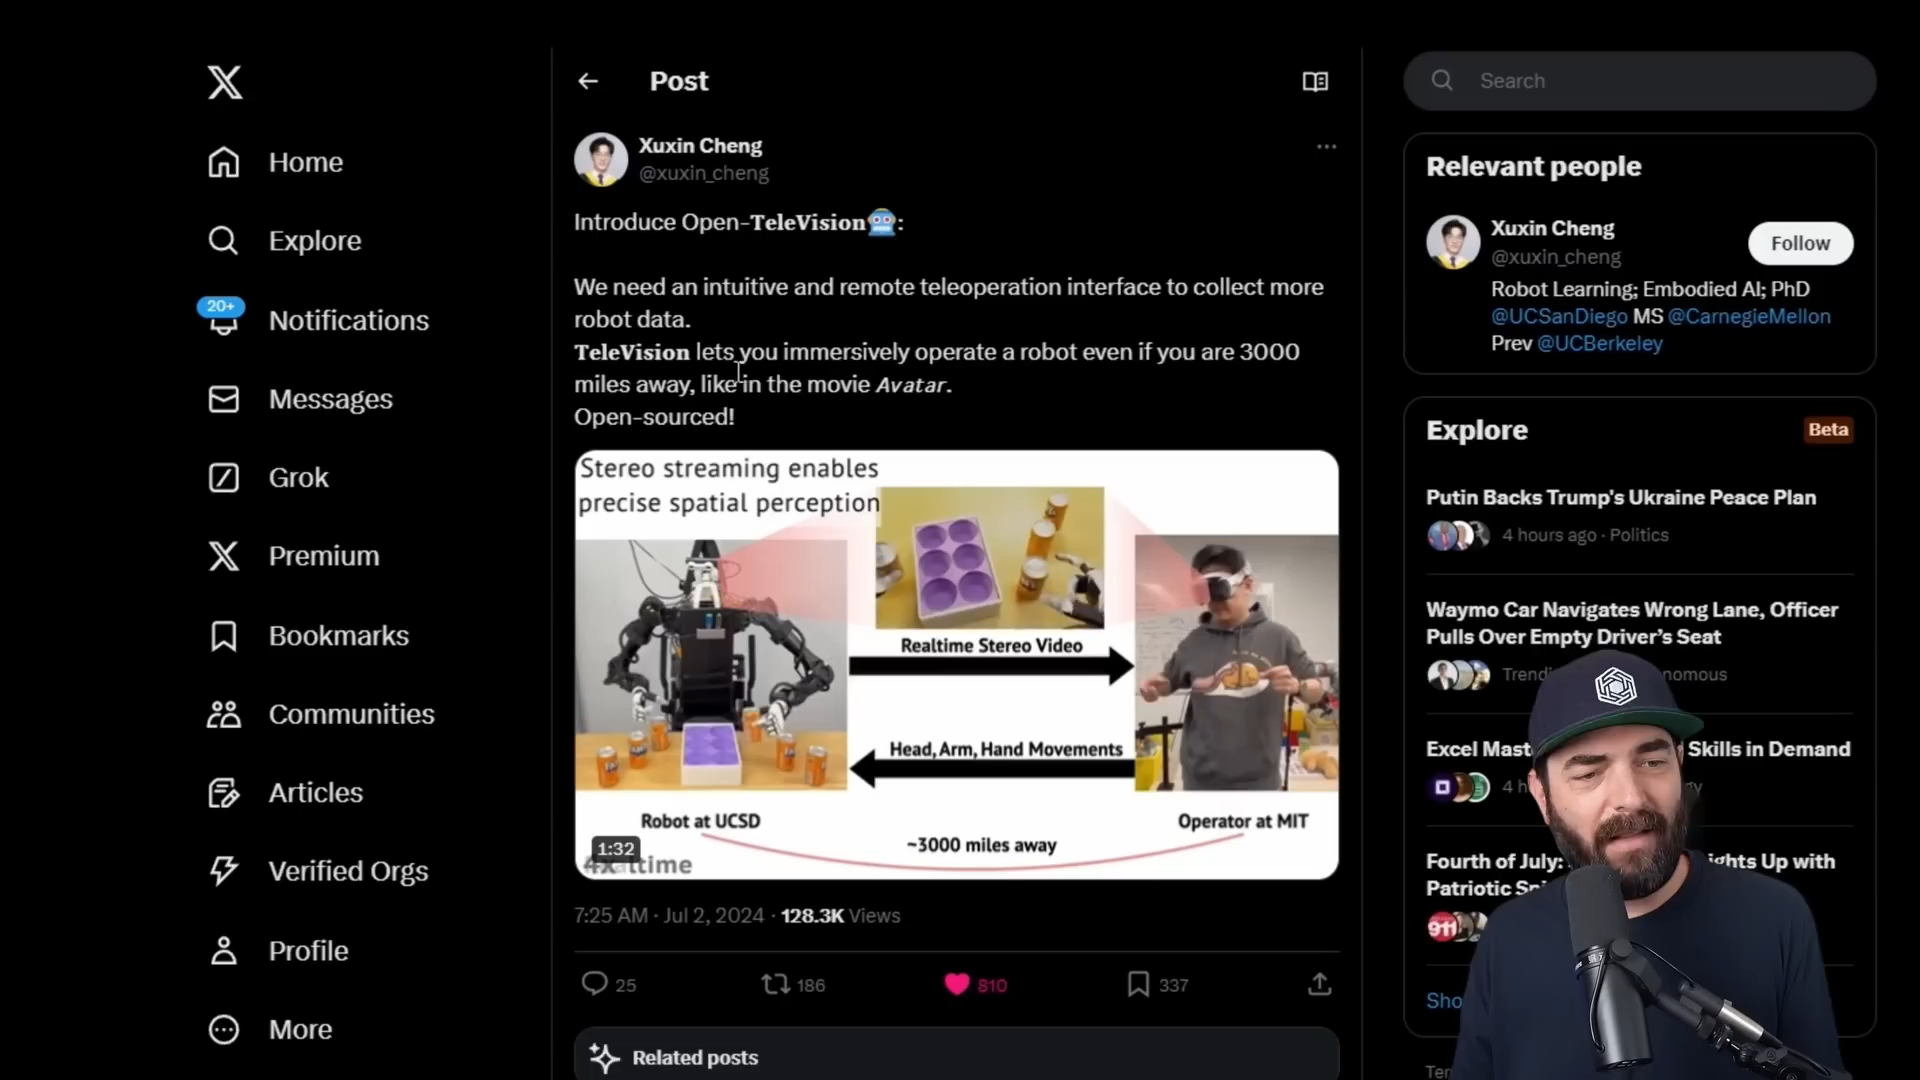 Home
Explore
20+
Notifications
Messages
Grok
Premium
Bookmarks
Communities
Articles
Verified Orgs
Profile
More
Post
Xuxin Cheng
@xuxin_cheng
Introduce Open-TeleVision🤖:
We need an intuitive and remote teleoperation interface to collect more
robot data.
TeleVision lets you immersively operate a robot even if you are 3000
miles away, like in the movie Avatar.
Open-sourced!
Stereo streaming enables
precise spatial perception
Realtime Stereo Video
Head, Arm, Hand Movements
Robot at UCSD
Operator at MIT
~3000 miles away
1:32
7:25 AM · Jul 2, 2024 · 128.3K Views
25
186
810
337
Related posts
Search
Relevant people
Xuxin Cheng
@xuxin_cheng
Follow
Robot Learning; Embodied AI; PhD
@UCSanDiego MS @CarnegieMellon
Prev @UCBerkeley
Explore
Beta
Putin Backs Trump's Ukraine Peace Plan
4 hours ago · Politics
Waymo Car Navigates Wrong Lane, Officer
Pulls Over Empty Driver's Seat
Excel
Skills in Demand
Fourth of July:
Up with
Patriotic
911